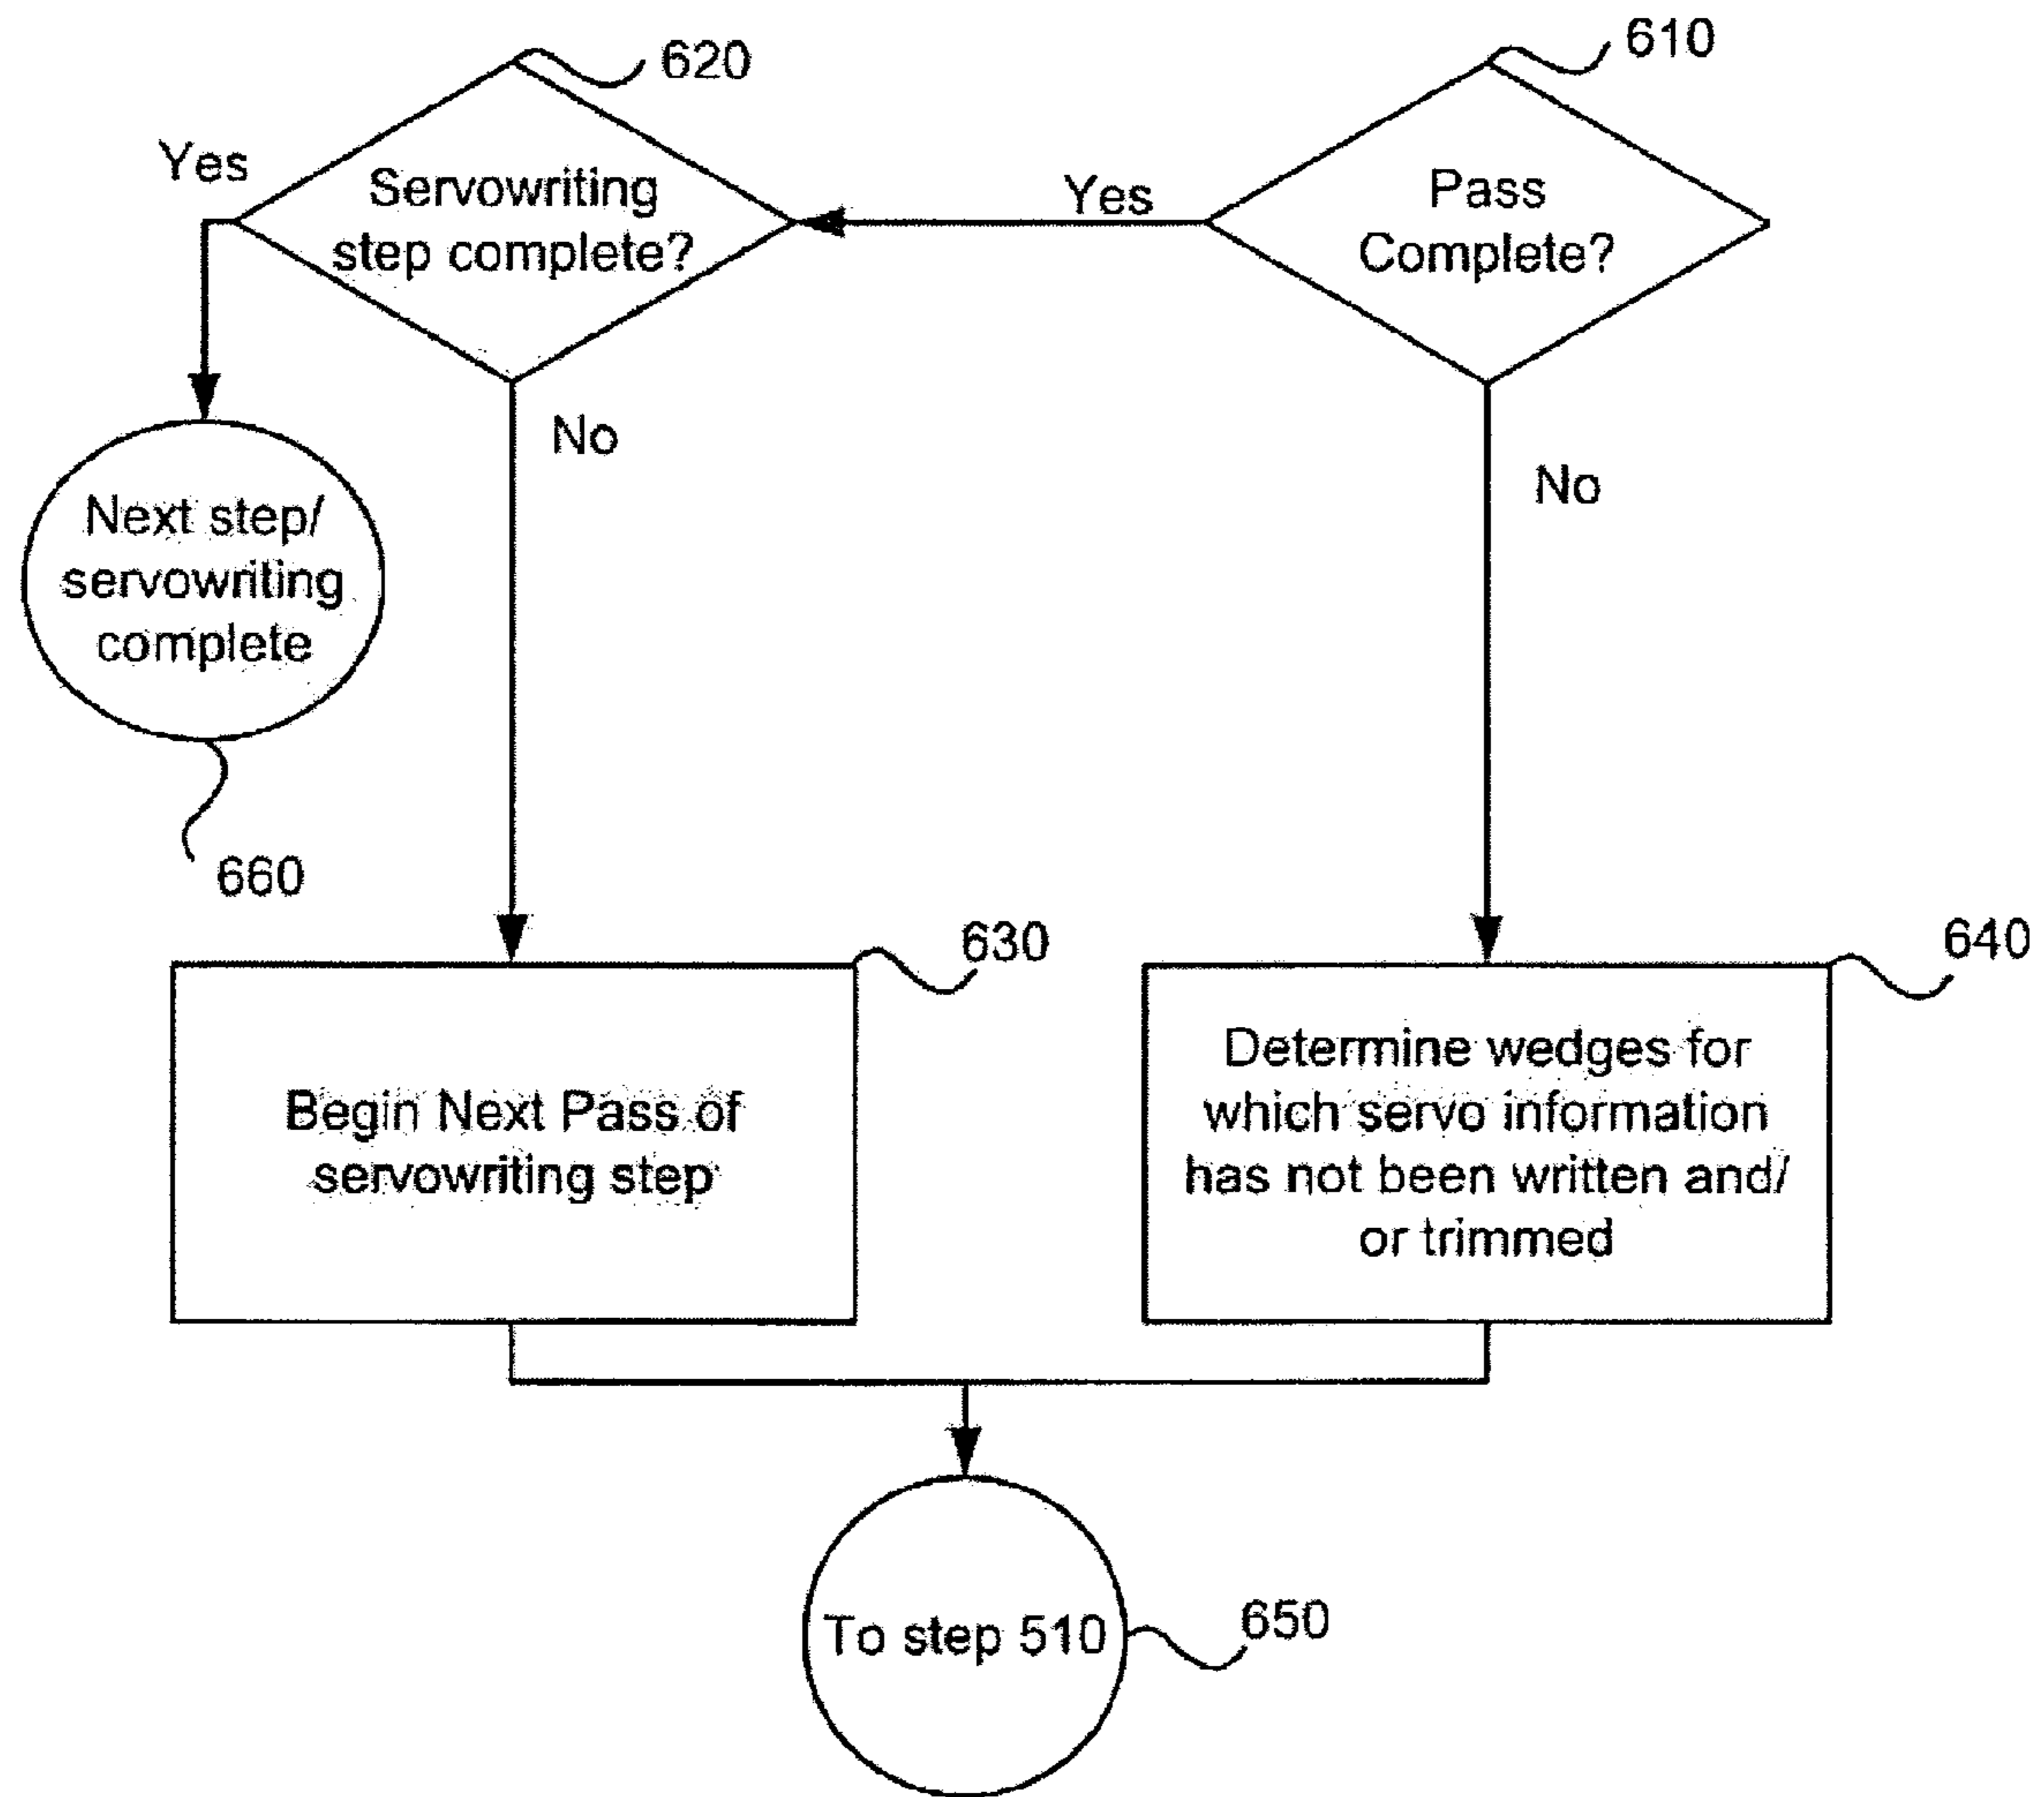 610
620
Yes
Servowriting
step complete?
Yes
Pass
Complete?
No
No
Next step/
servowriting
complete
660
630
640
Begin Next Pass of
servowriting step
Determine wedges for
which servo information
has not been written and/
or trimmed
To step 510
650